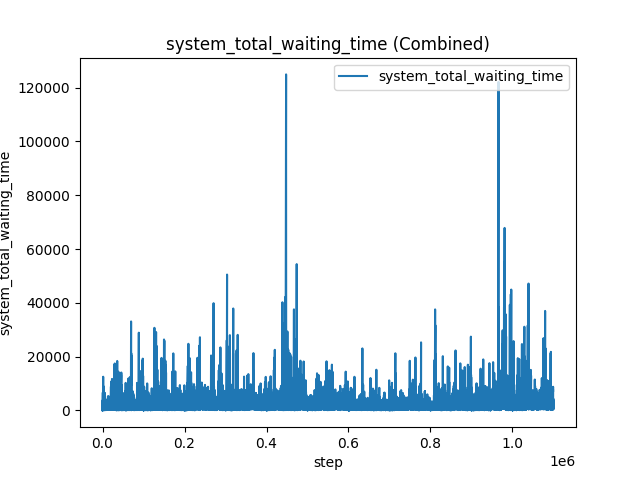 system_total_waiting_time (Combined)
system_total_waiting_time
120000
100000
80000
60000
40000
20000
0
system_total_waiting_time
0.0 0.2 0.4 0.6 0.8 1.0
1e6
step